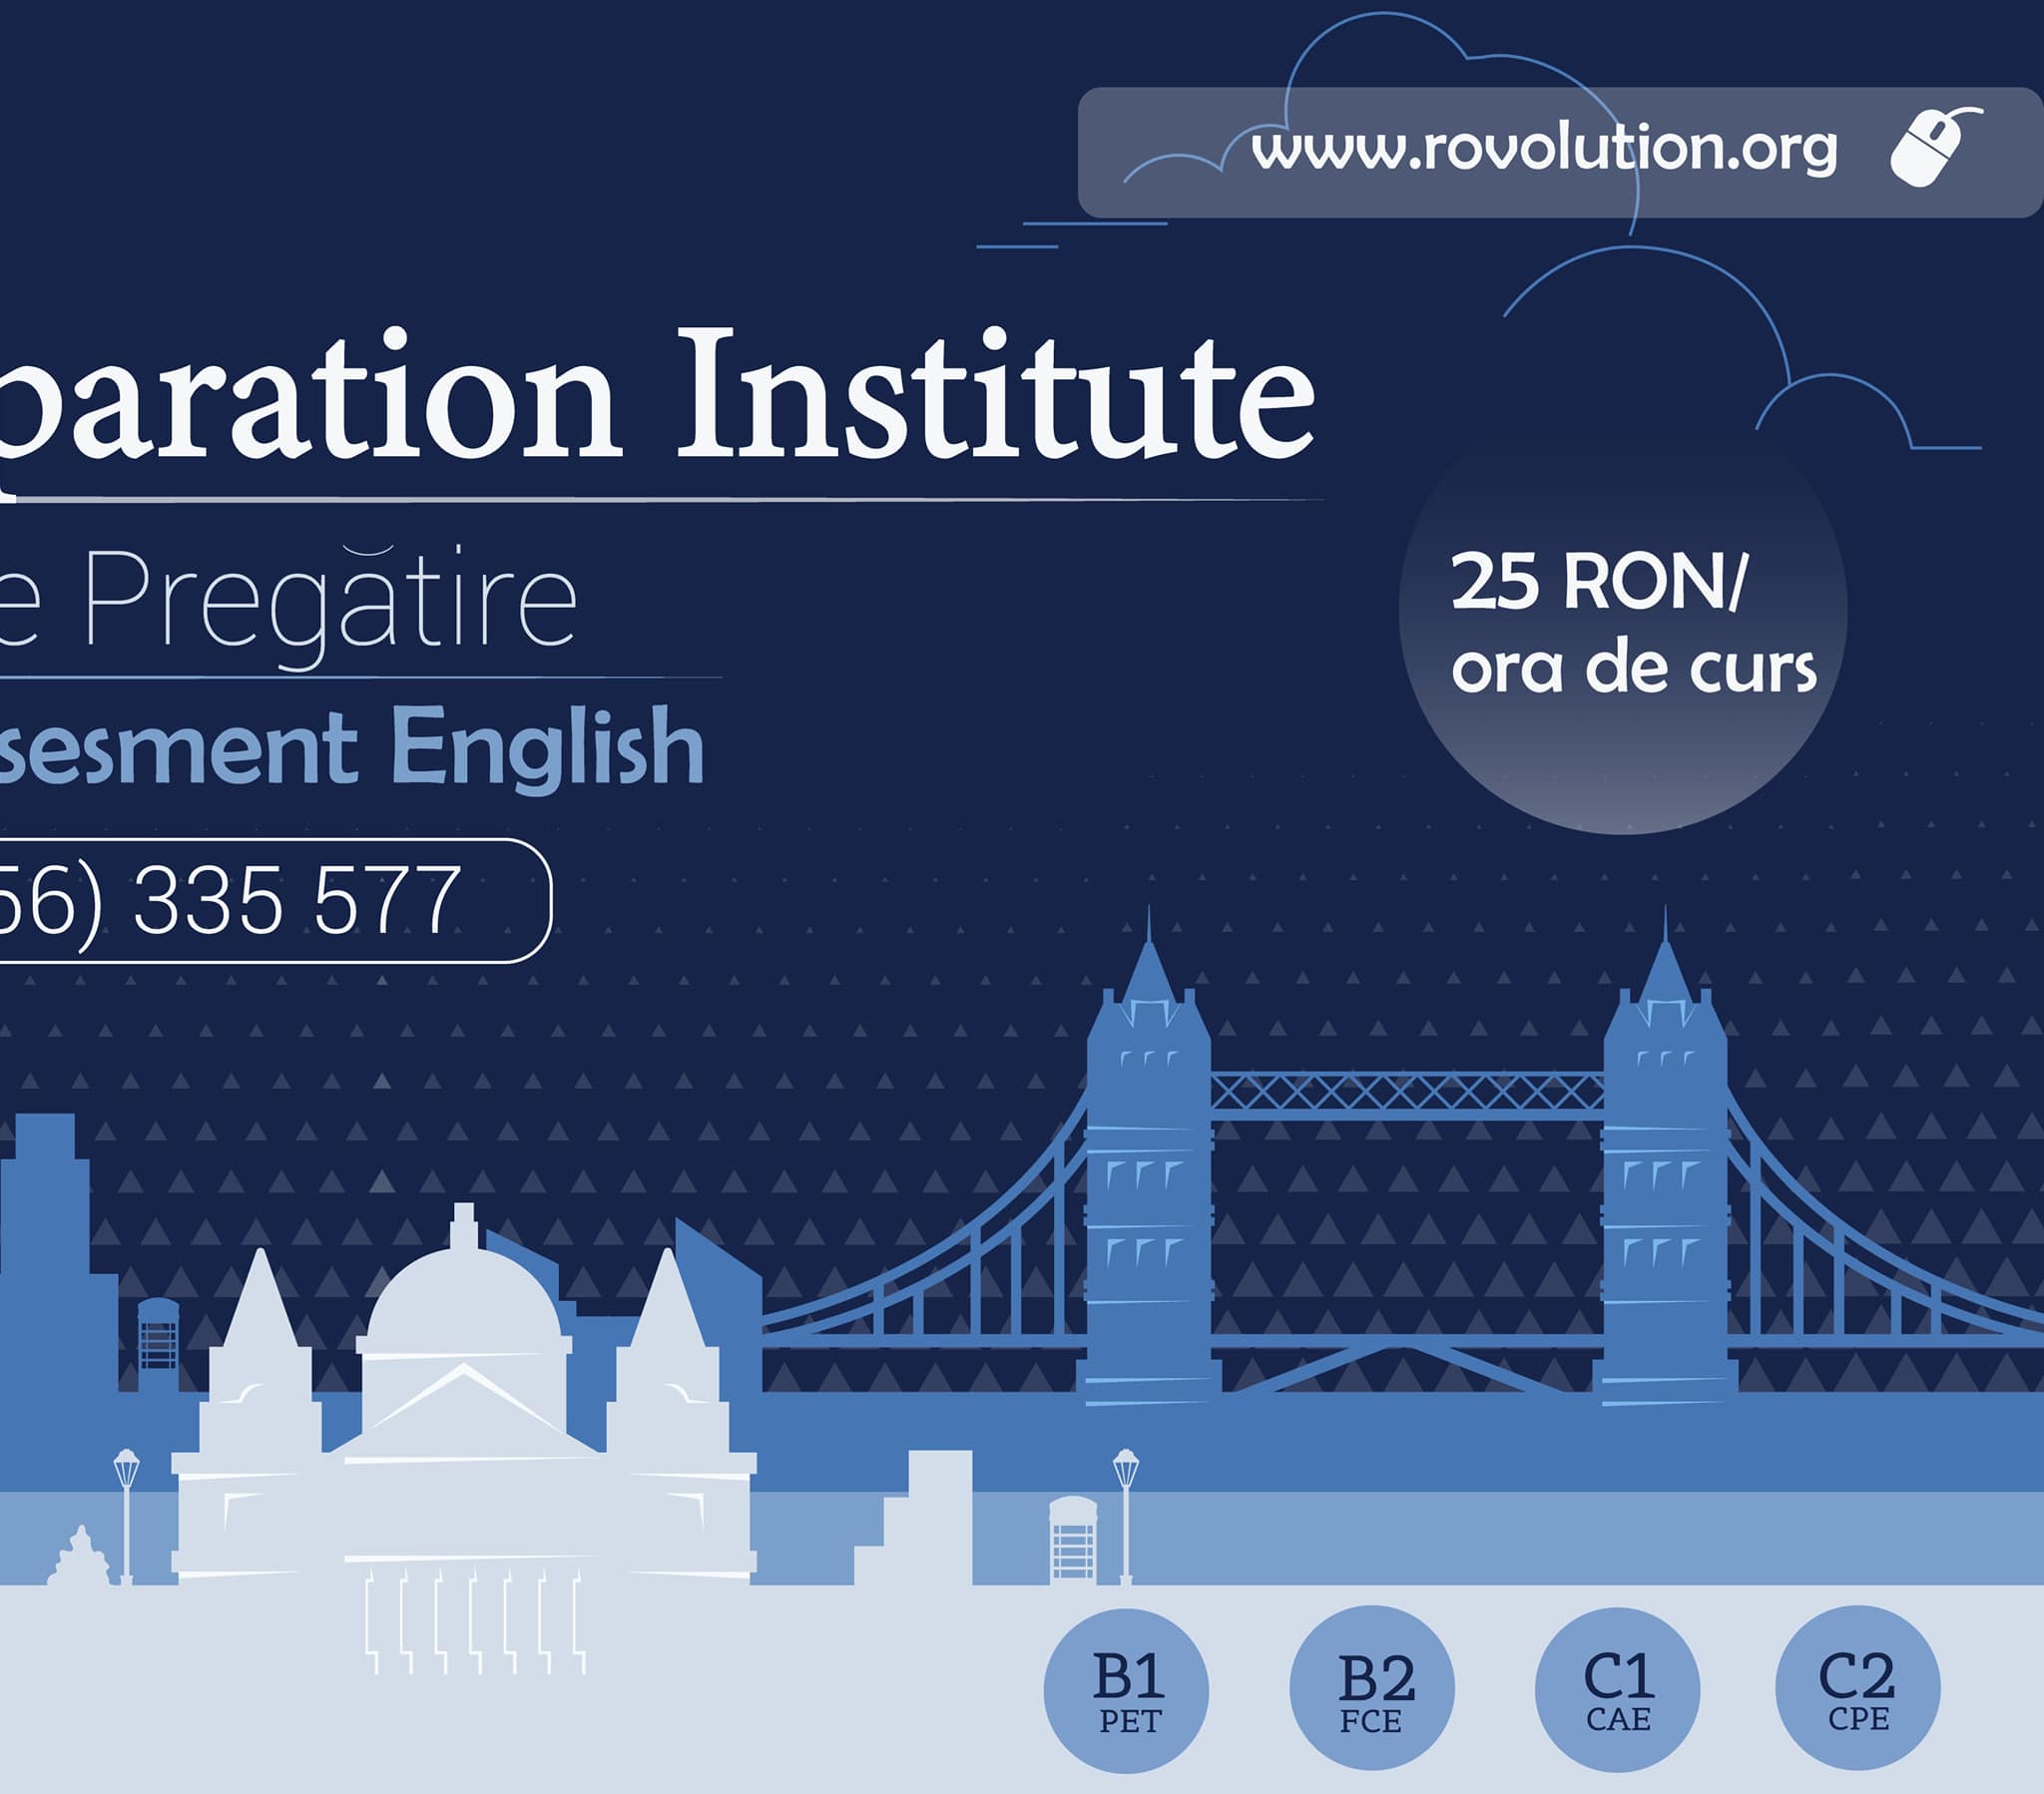 www.rovolution.org
paration Institute
e Pregătire
25 RON/
ora de curs
sesment English
56) 335 577
B1
PET
B2
FCE
C1
CAE
C2
CPE